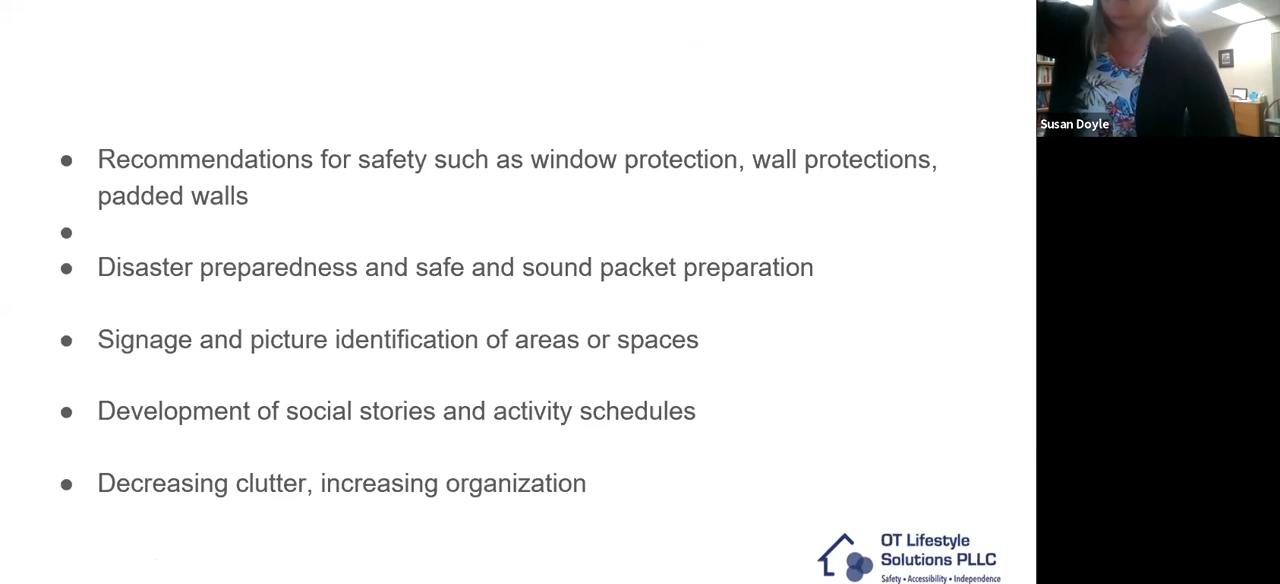 Recommendations for safety such as window protection, wall protections,
padded walls
Disaster preparedness and safe and sound packet preparation
Signage and picture identification of areas or spaces
Development of social stories and activity schedules
Decreasing clutter, increasing organization
OT Lifestyle
Solutions PLLC
Safety • Accessibility • Independence
Susan Doyle